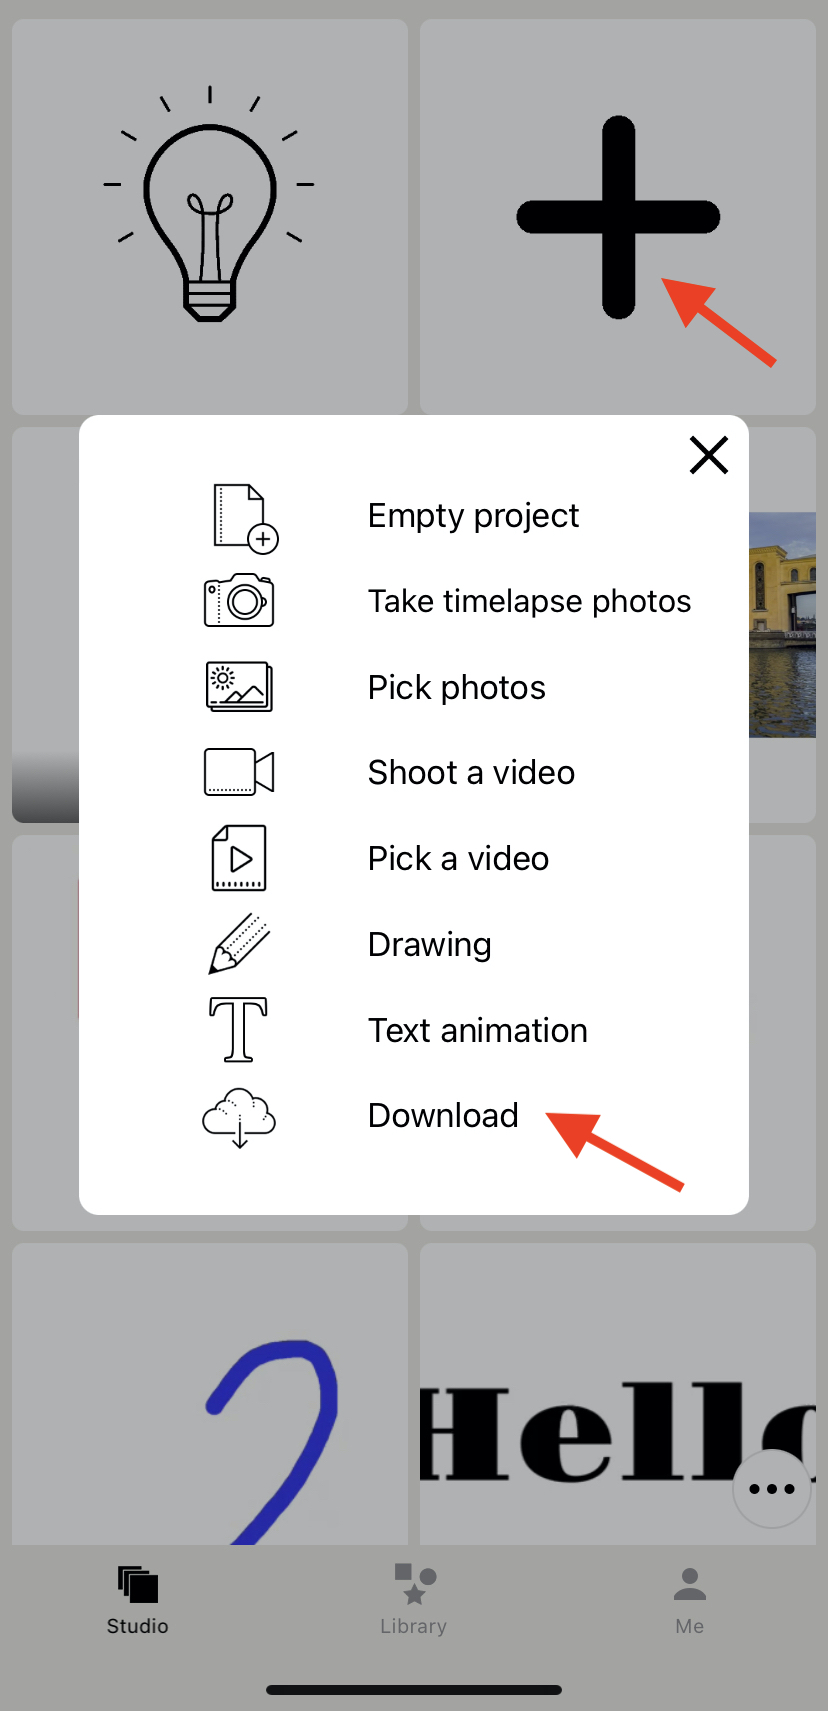 Empty project
Take timelapse photos
Pick photos
Shoot a video
Pick a video
Drawing
Text animation
Download
2
Hello
Studio
Library
Me